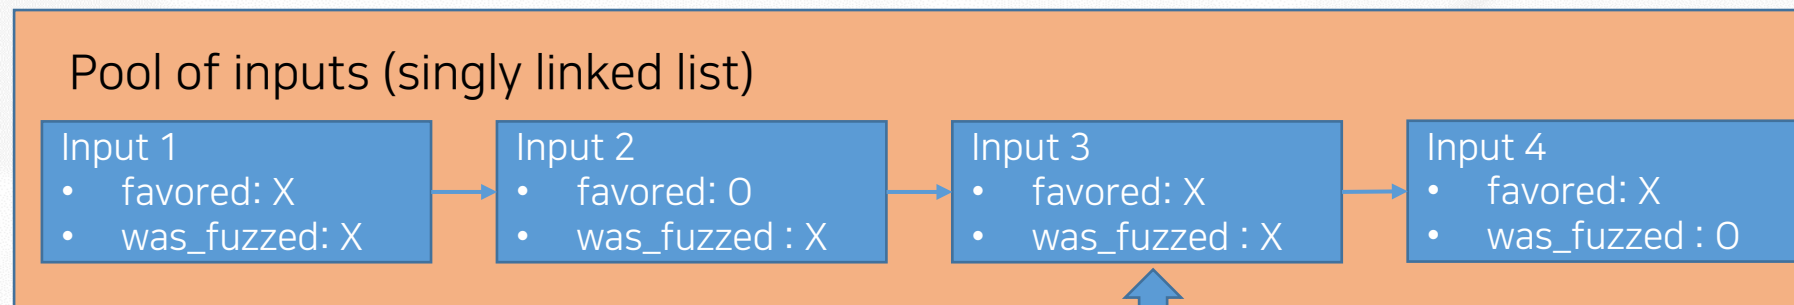 Pool of inputs (singly linked list)
Input 1
• favored: X
• was_fuzzed: X
Input 2
• favored: O
• was_fuzzed : X
Input 3
• favored: X
• was_fuzzed : X
Input 4
• favored: X
• was_fuzzed : O